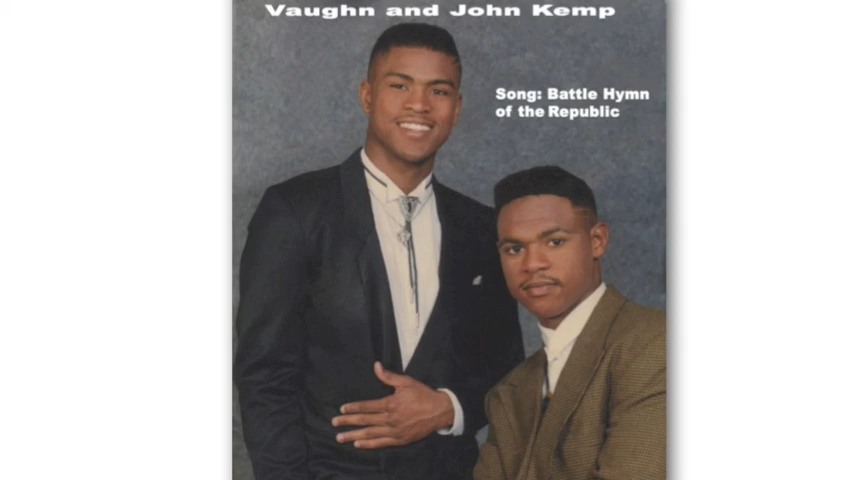 Vaughn and John Kemp
Song: Battle Hymn
of the Republic